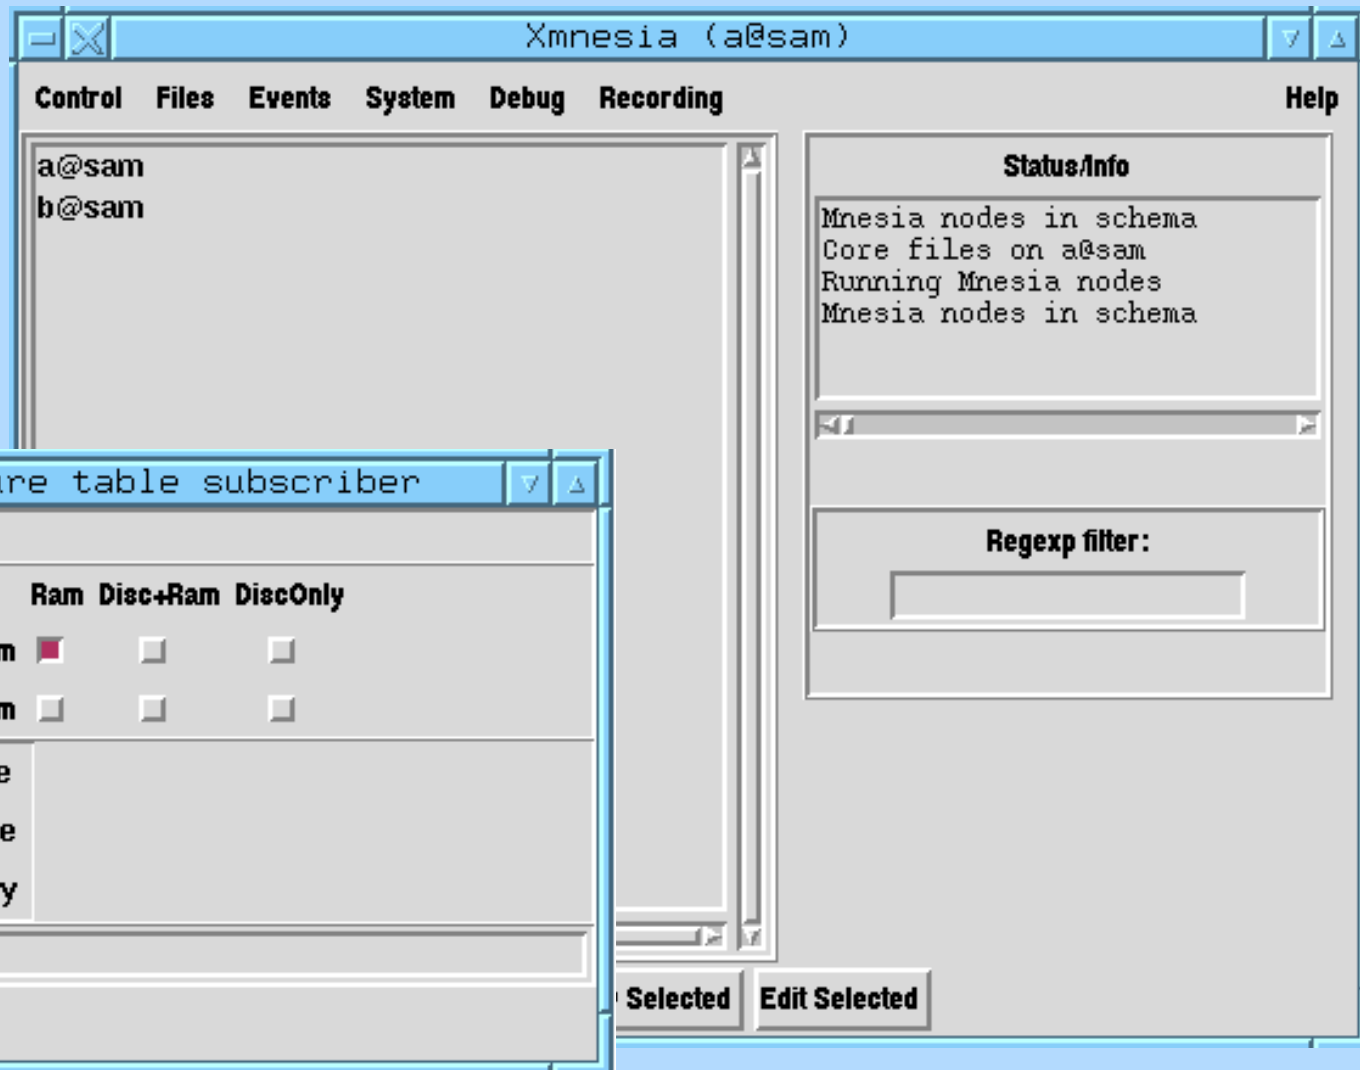 Xmnesia (a@sam)
Control Files Events System Debug Recording Help
a@sam
b@sam
Status/Info
Mnesia nodes in schema
Core files on a@sam
Running Mnesia nodes
Mnesia nodes in schema
Regexp filter:
table subscriber
Ram Disc+Ram DiscOnly
Selected
Edit Selected